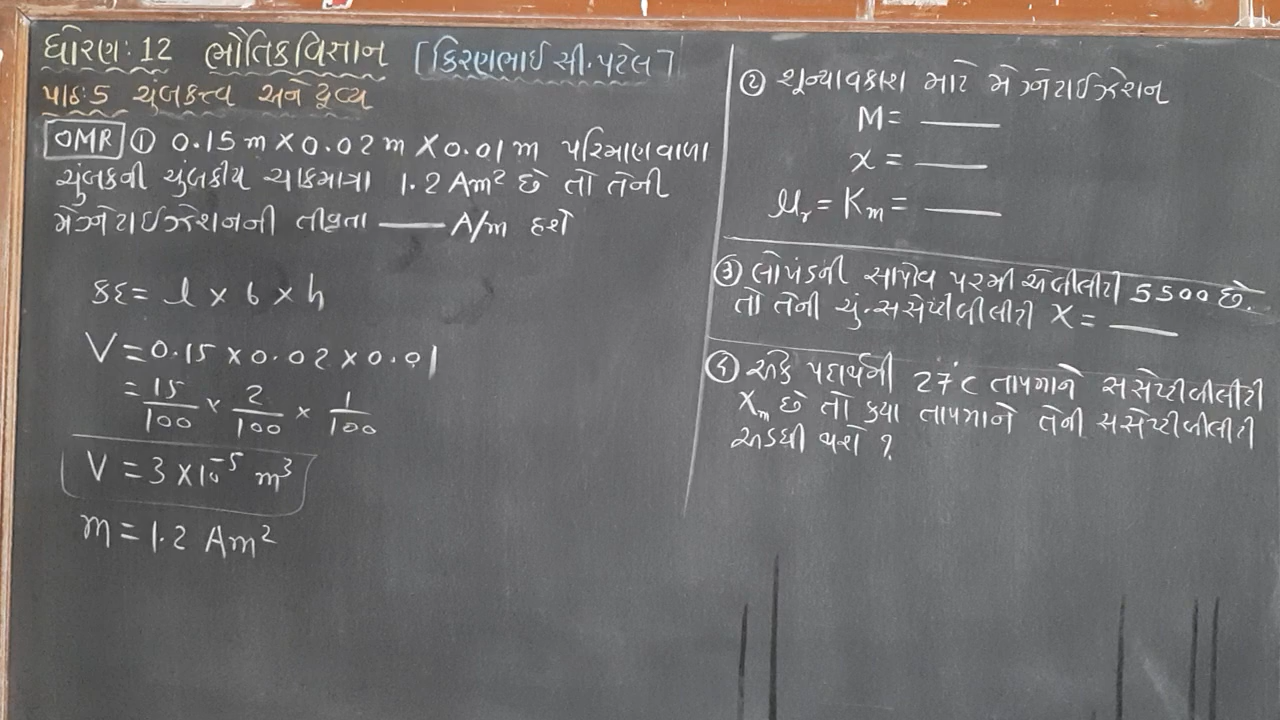 ધોરણ: 12 ભૌતિકવિજ્ઞાન [કિરણભાઈ સી. પટેલ]
પાઠ: 5 ચુંબકત્વ અને દ્રવ્ય
OMR ① 0.15 m × 0.02 m × 0.01 m પરિમાણવાળા
ચુંબકની ચુંબકીય ચાકમાત્રા 1.2 Am² છે તો તેની
મેગ્નેટાઈઝેશનની તીવ્રતા —— A/m હશે
કદ = l × b × h
V = 0.15 × 0.02 × 0.01
= 15/100 × 2/100 × 1/100
V = 3 × 10⁻⁵ m³
m = 1.2 Am²
② શૂન્યાવકાશ માટે મેગ્નેટાઈઝેશન
M = ——
x = ——
μr = Km = ——
③ લોખંડની સાપેક્ષ પરમીએબીલીટી 5500 છે.
તો તેની ચું. સસેપ્ટીબીલીટી X = ——
④ એક પદાર્થની 27°C તાપમાને સસેપ્ટીબીલીટી
Xm છે તો કયા તાપમાને તેની સસેપ્ટીબીલીટી
અડધી થશે ?